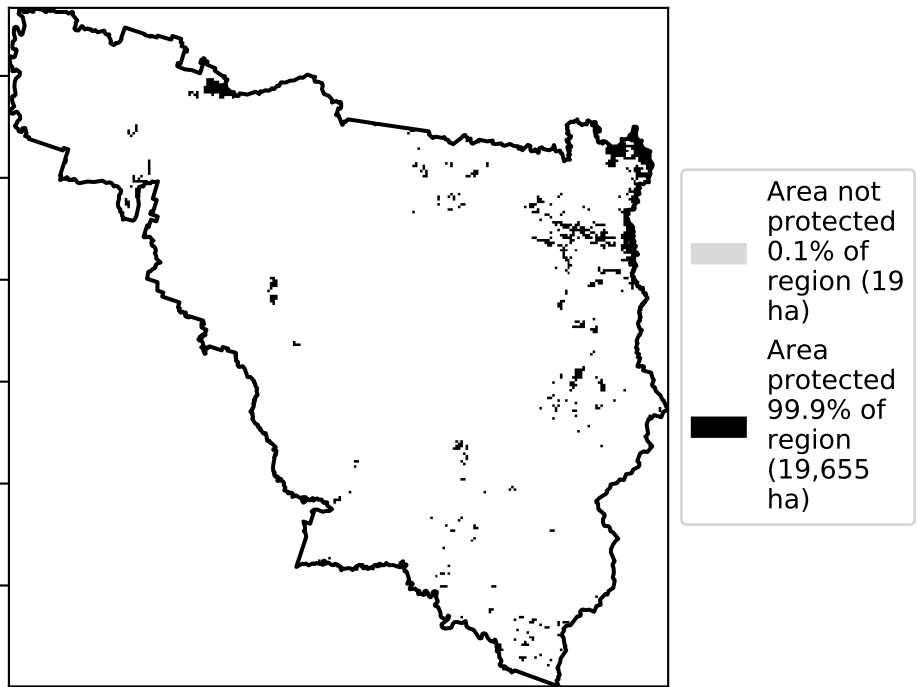 Area not
protected
0.1% of
region (19
ha)
Area
protected
99.9% of
region
(19,655
ha)